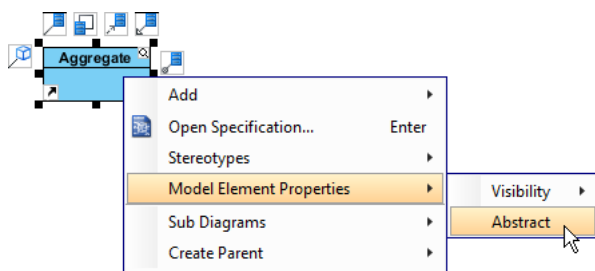 Aggregate
Add
Open Specification... Enter
Stereotypes
Model Element Properties
Visibility
Sub Diagrams
Abstract
Create Parent